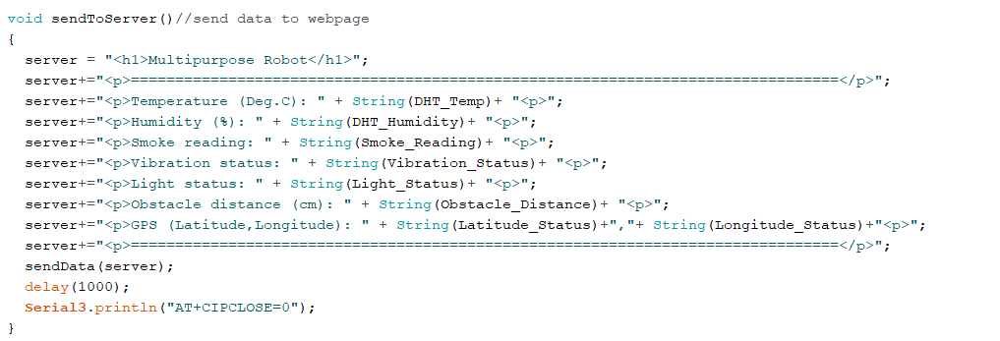 void sendToServer()//send data to webpage
{
  server = "<h1>Multipurpose Robot</h1>";
  server+="<p>================================================================================</p>";
  server+="<p>Temperature (Deg.C): " + String(DHT_Temp)+ "<p>";
  server+="<p>Humidity (%): " + String(DHT_Humidity)+ "<p>";
  server+="<p>Smoke reading: " + String(Smoke_Reading)+ "<p>";
  server+="<p>Vibration status: " + String(Vibration_Status)+ "<p>";
  server+="<p>Light status: " + String(Light_Status)+ "<p>";
  server+="<p>Obstacle distance (cm): " + String(Obstacle_Distance)+ "<p>";
  server+="<p>GPS (Latitude,Longitude): " + String(Latitude_Status)+","+ String(Longitude_Status)+"<p>";
  server+="<p>================================================================================</p>";
  sendData(server);
  delay(1000);
  Serial3.println("AT+CIPCLOSE=0");
}